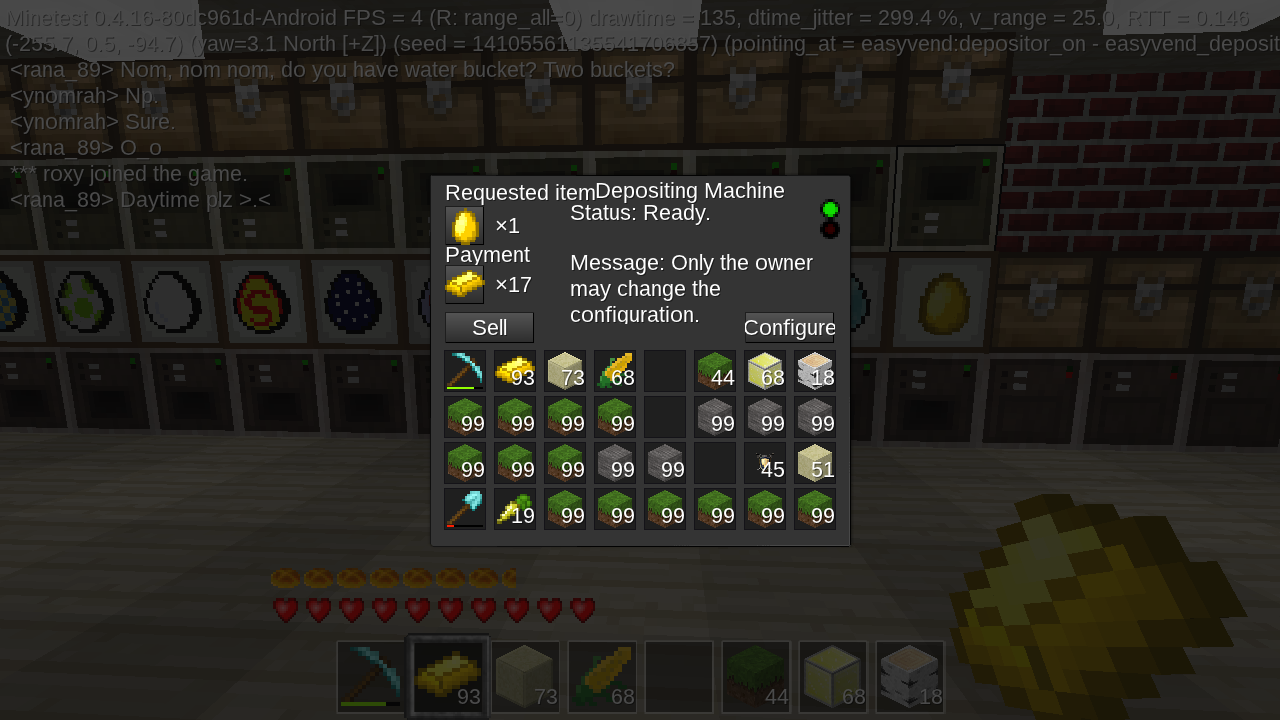 Minetest 0.4.16-80dc961d-Android FPS = 4 (R: range_all=0) drawtime = 135, dtime_jitter = 299.4 %, v_range = 25.0, RTT = 0.146
(-255.7, 0.5, -94.7) (yaw=3.1 North [+Z]) (seed = 14105561135541706857) (pointing_at = easyvend:depositor_on - easyvend_deposit
<rana_89> Nom, nom nom, do you have water bucket? Two buckets?
<ynomrah> Np.
<ynomrah> Sure.
<rana_89> O_o
*** roxy joined the game.
<rana_89> Daytime plz >.<
Requested item Depositing Machine
Status: Ready.
×1
Payment
×17
Message: Only the owner
may change the
configuration.
Sell Configure
93 73 68 44 68 18
99 99 99 99 99 99 99
99 99 99 99 99 45 51
19 99 99 99 99 99 99
93 73 68 44 68 18